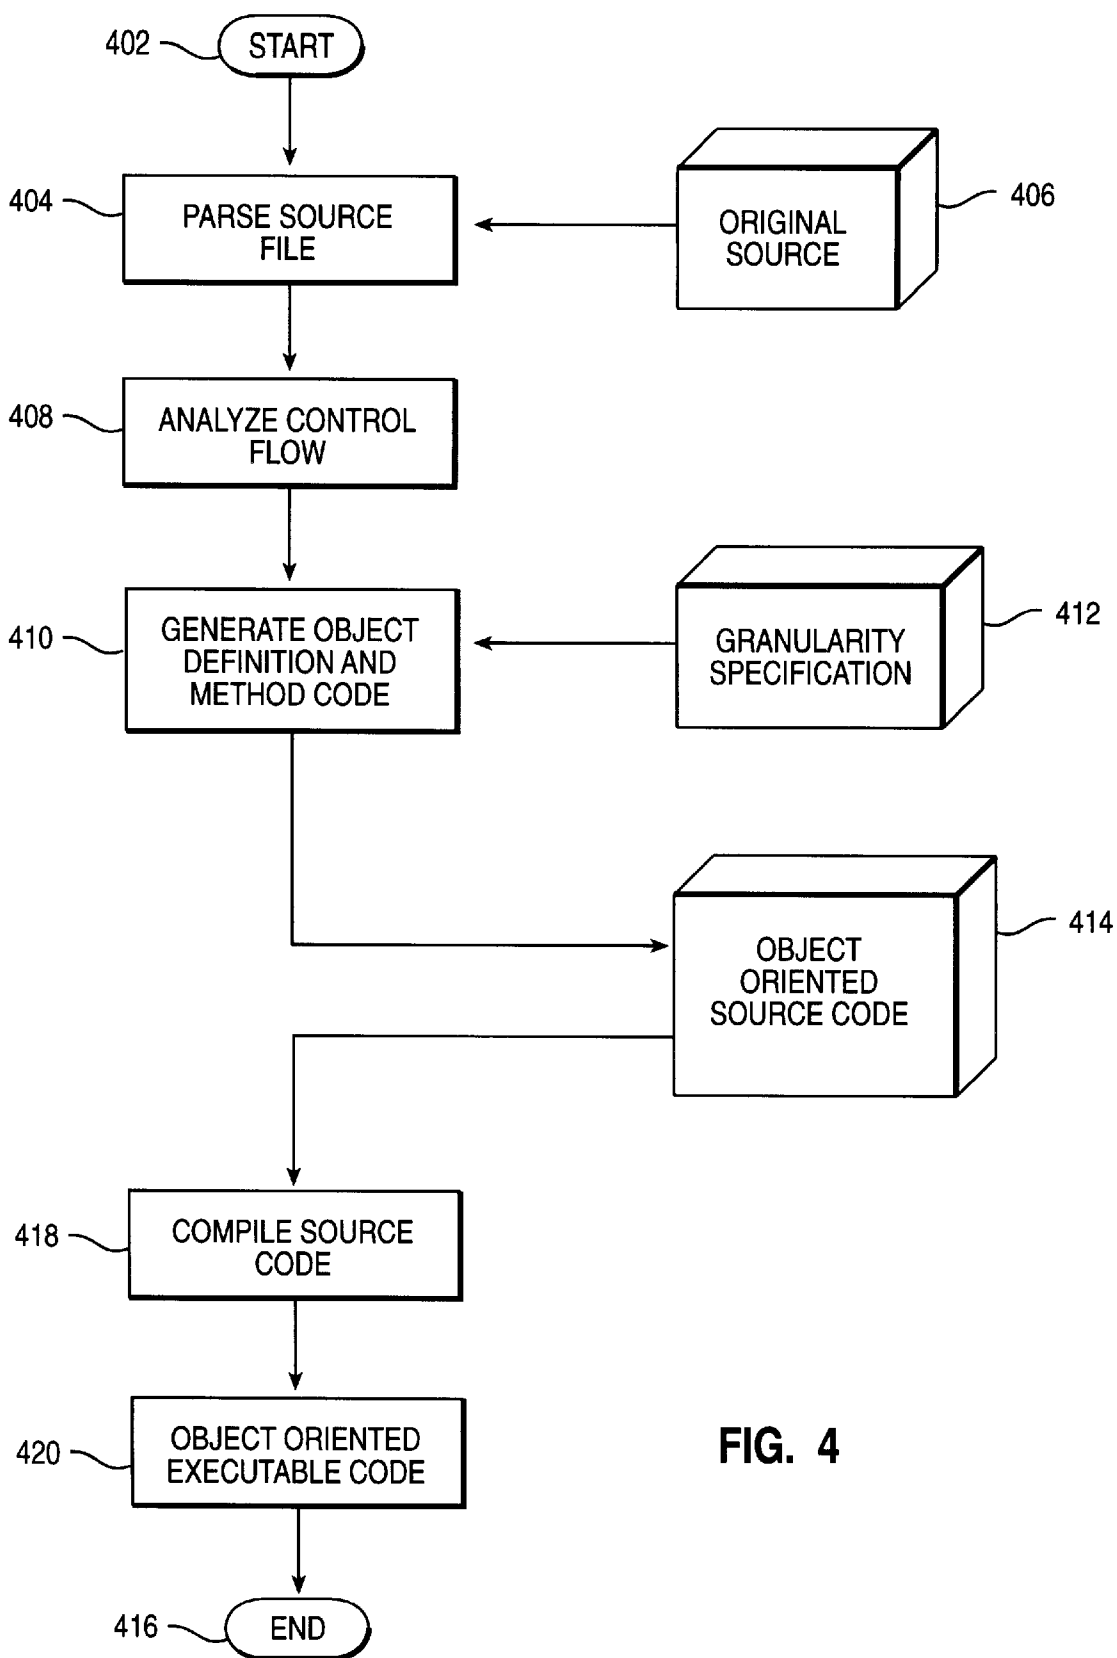 402
START
404
PARSE SOURCE
FILE
ORIGINAL
SOURCE
406
408
ANALYZE CONTROL
FLOW
410
GENERATE OBJECT
DEFINITION AND
METHOD CODE
GRANULARITY
SPECIFICATION
412
OBJECT
ORIENTED
SOURCE CODE
414
418
COMPILE SOURCE
CODE
420
OBJECT ORIENTED
EXECUTABLE CODE
FIG. 4
416
END